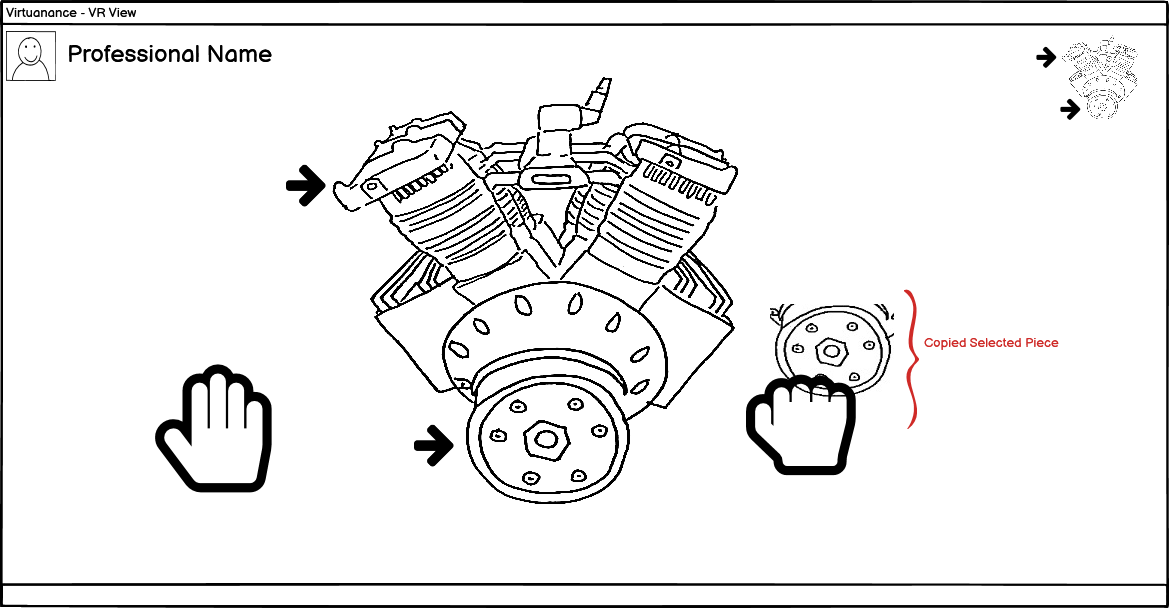 Virtuanance - VR View
Professional Name
Copied Selected Piece